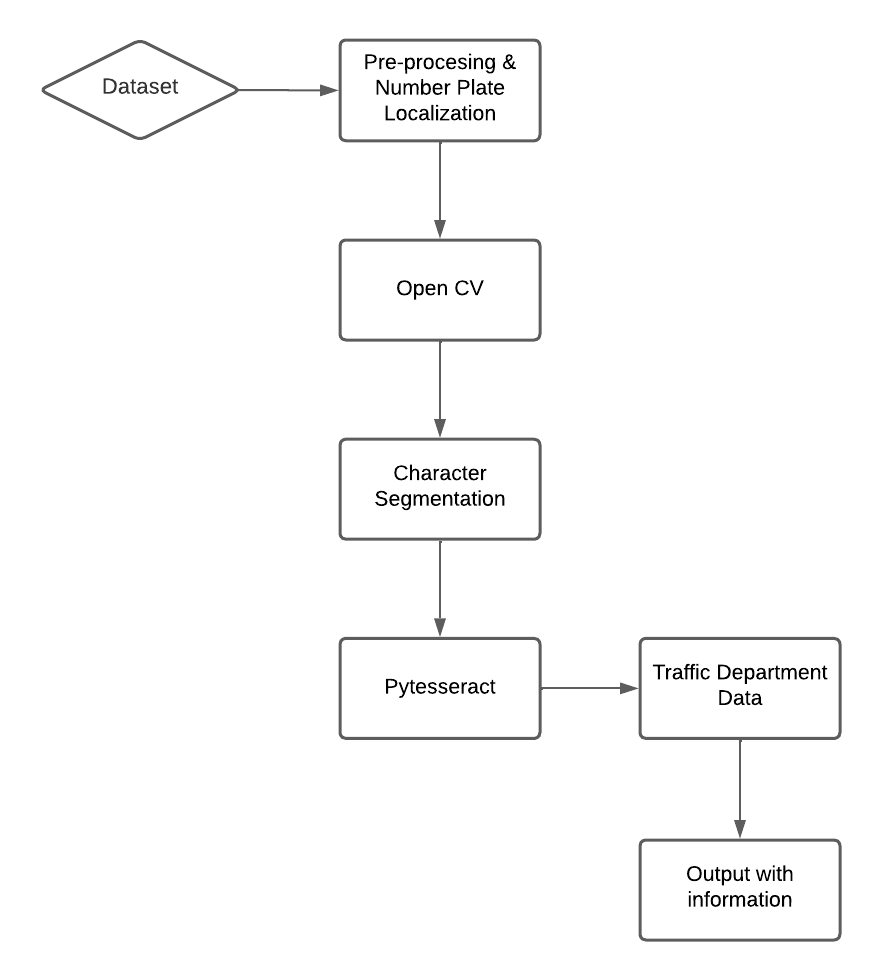 Dataset
Pre-procesing &
Number Plate
Localization
Open CV
Character
Segmentation
Pytesseract
Traffic Department
Data
Output with
information